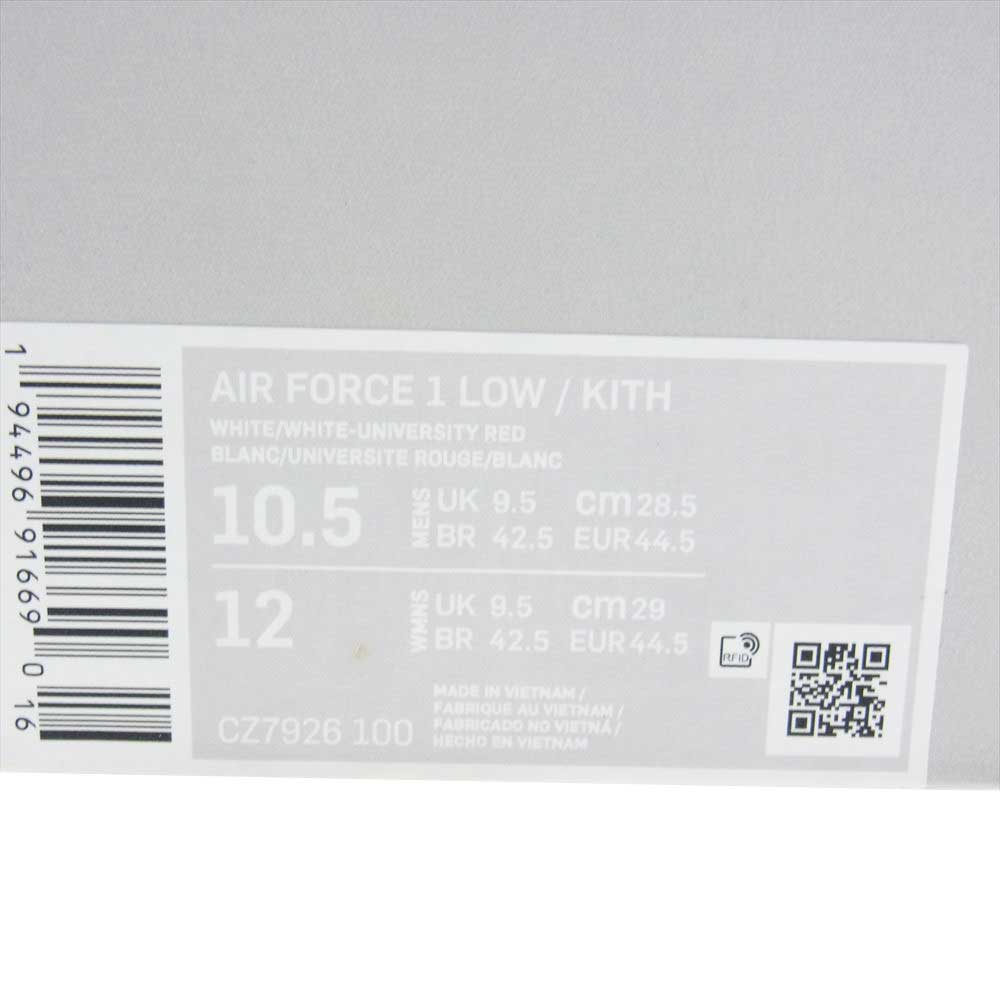 1 94496 91669 0 16
AIR FORCE 1 LOW / KITH
WHITE/WHITE-UNIVERSITY RED
BLANC/UNIVERSITE ROUGE/BLANC
10.5 MENS UK 9.5 cm 28.5
BR 42.5 EUR 44.5
12 WMNS UK 9.5 cm 29
BR 42.5 EUR 44.5
RFID
CZ7926 100
MADE IN VIETNAM /
FABRIQUE AU VIETNAM /
FABRICADO NO VIETNÃ /
HECHO EN VIETNAM